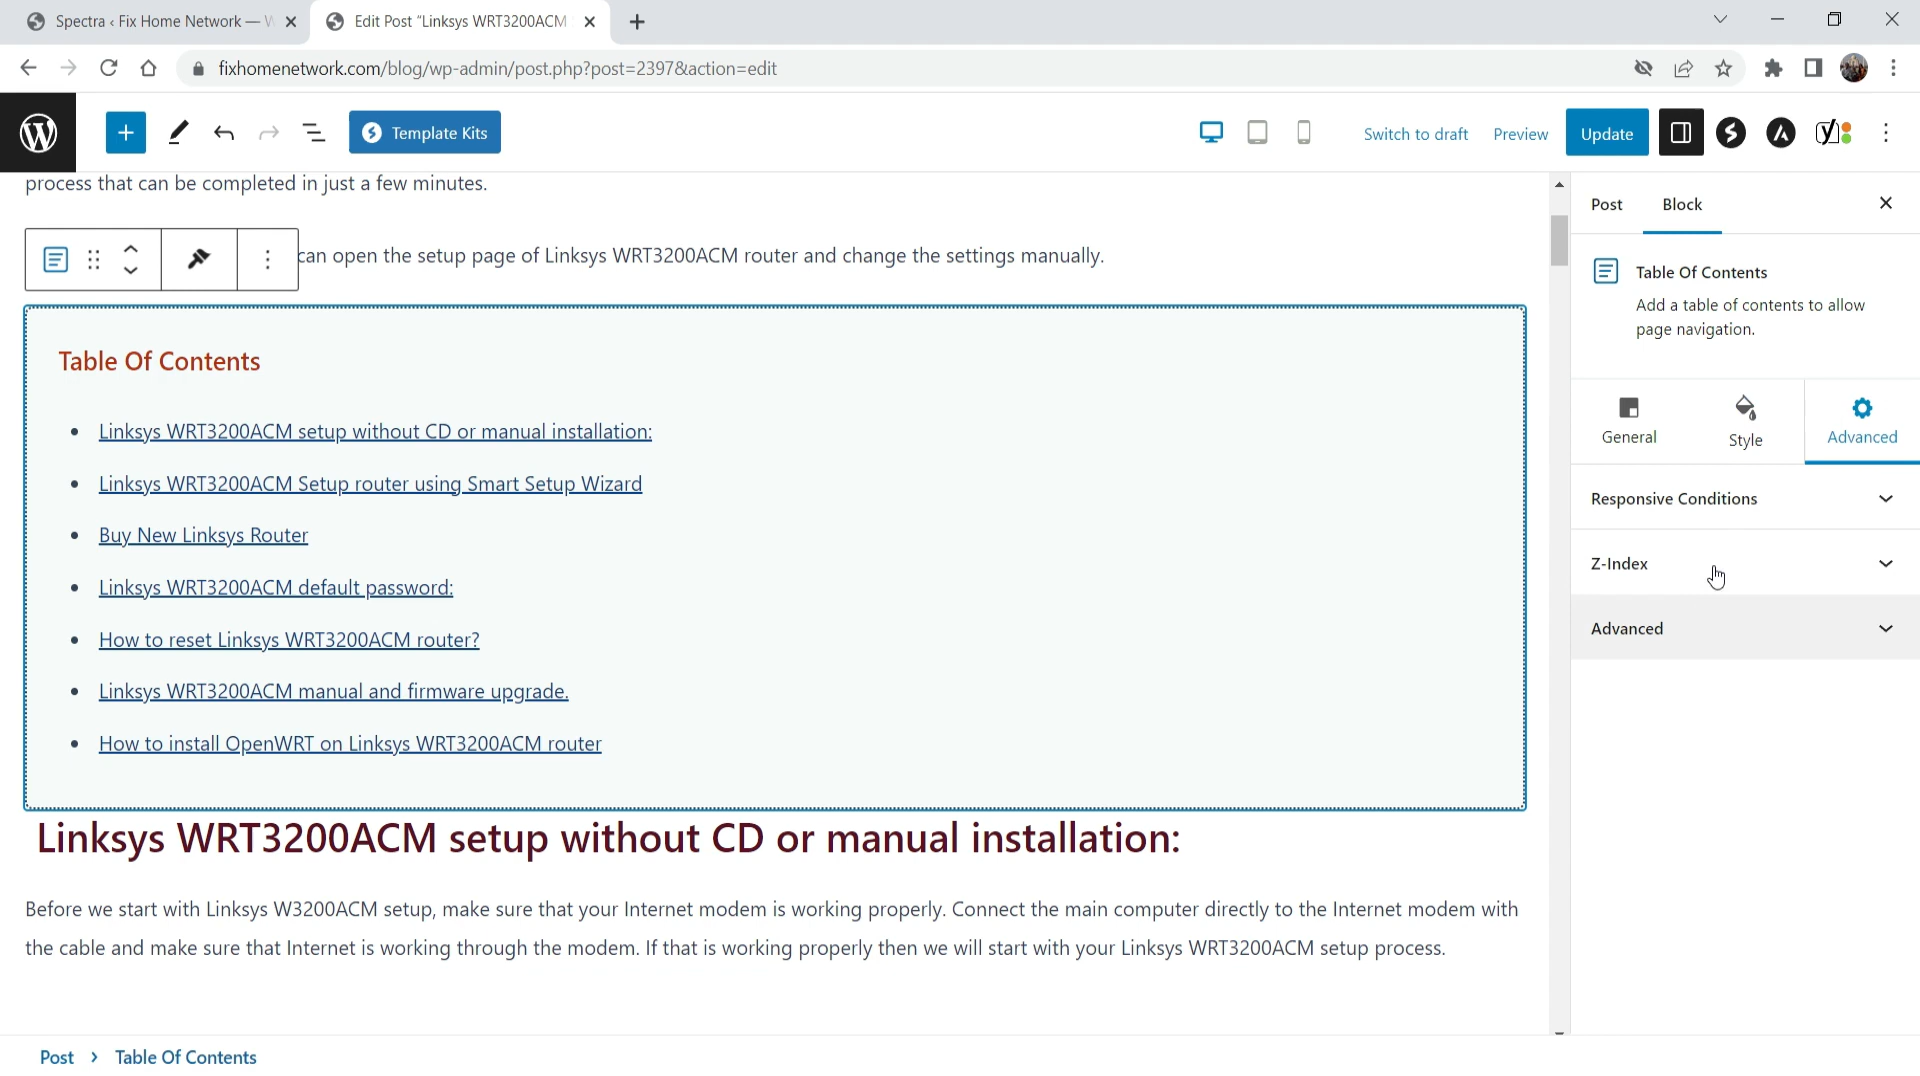 Spectra ‹ Fix Home Network — W
Edit Post "Linksys WRT3200ACM
fixhomenetwork.com/blog/wp-admin/post.php?post=2397&action=edit
Template Kits
Switch to draft
Preview
Update
process that can be completed in just a few minutes.
can open the setup page of Linksys WRT3200ACM router and change the settings manually.
Table Of Contents
Linksys WRT3200ACM setup without CD or manual installation:
Linksys WRT3200ACM Setup router using Smart Setup Wizard
Buy New Linksys Router
Linksys WRT3200ACM default password:
How to reset Linksys WRT3200ACM router?
Linksys WRT3200ACM manual and firmware upgrade.
How to install OpenWRT on Linksys WRT3200ACM router
Linksys WRT3200ACM setup without CD or manual installation:
Before we start with Linksys W3200ACM setup, make sure that your Internet modem is working properly. Connect the main computer directly to the Internet modem with
the cable and make sure that Internet is working through the modem. If that is working properly then we will start with your Linksys WRT3200ACM setup process.
Post
Block
Table Of Contents
Add a table of contents to allow
page navigation.
General
Style
Advanced
Responsive Conditions
Z-Index
Advanced
Post › Table Of Contents